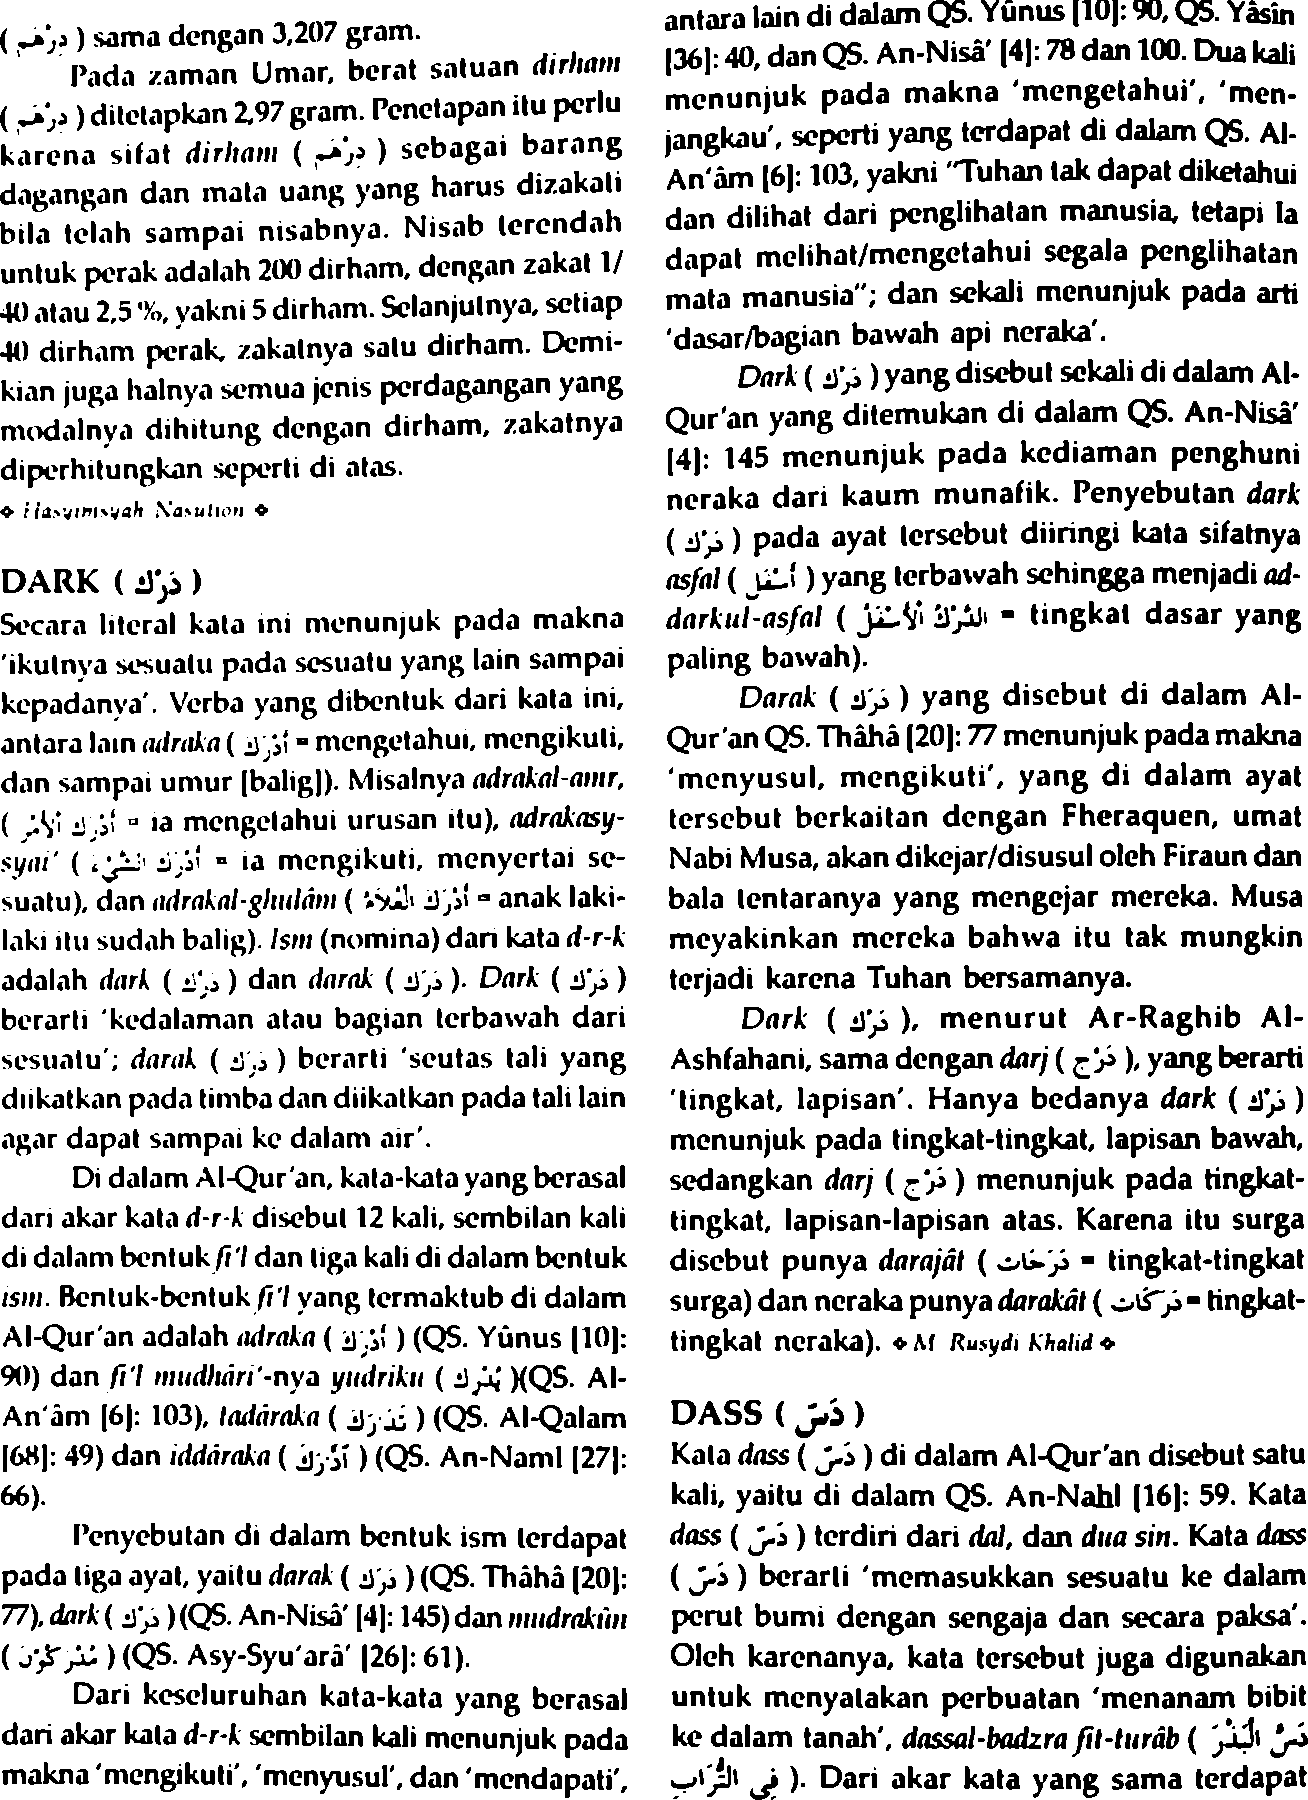 ( دِرْهَم ) sama dengan 3,207 gram.
Pada zaman Umar, berat satuan dirham
( دِرْهَم ) ditetapkan 2,97 gram. Penetapan itu perlu
karena sifat dirham ( دِرْهَم ) sebagai barang
dagangan dan mata uang yang harus dizakati
bila telah sampai nisabnya. Nisab terendah
untuk perak adalah 200 dirham, dengan zakat 1/
40 atau 2,5 %, yakni 5 dirham. Selanjutnya, setiap
40 dirham perak, zakatnya satu dirham. Demi-
kian juga halnya semua jenis perdagangan yang
modalnya dihitung dengan dirham, zakatnya
diperhitungkan seperti di atas.
❖ Hasyimsyah Nasution ❖
DARK ( دَرْك )
Secara literal kata ini menunjuk pada makna
'ikutnya sesuatu pada sesuatu yang lain sampai
kepadanya'. Verba yang dibentuk dari kata ini,
antara lain adraka ( أَدْرَكَ = mengetahui, mengikuti,
dan sampai umur [balig]). Misalnya adrakal-amr,
( أَدْرَكَ الْأَمْرَ = ia mengetahui urusan itu), adrakasy-
syai' ( أَدْرَكَ الشَّيْءَ = ia mengikuti, menyertai se-
suatu), dan adrakal-ghulâm ( أَدْرَكَ الْغُلَامُ = anak laki-
laki itu sudah balig). Ism (nomina) dari kata d-r-k
adalah dark ( دَرْك ) dan darak ( دَرَك ). Dark ( دَرْك )
berarti 'kedalaman atau bagian terbawah dari
sesuatu'; darak ( دَرَك ) berarti 'seutas tali yang
diikatkan pada timba dan diikatkan pada tali lain
agar dapat sampai ke dalam air'.
Di dalam Al-Qur'an, kata-kata yang berasal
dari akar kata d-r-k disebut 12 kali, sembilan kali
di dalam bentuk fi'l dan tiga kali di dalam bentuk
ism. Bentuk-bentuk fi'l yang termaktub di dalam
Al-Qur'an adalah adraka ( أَدْرَكَ ) (QS. Yûnus [10]:
90) dan fi'l mudhâri'-nya yudriku ( يُدْرِكُ )(QS. Al-
An'âm [6]: 103), tadâraka ( تَدَارَكَ ) (QS. Al-Qalam
[68]: 49) dan iddâraka ( ادَّارَكَ ) (QS. An-Naml [27]:
66).
Penyebutan di dalam bentuk ism terdapat
pada tiga ayat, yaitu darak ( دَرَك ) (QS. Thâhâ [20]:
77), dark ( دَرْك ) (QS. An-Nisâ' [4]: 145) dan mudrakûn
( مُدْرَكُوْنَ ) (QS. Asy-Syu'arâ' [26]: 61).
Dari keseluruhan kata-kata yang berasal
dari akar kata d-r-k sembilan kali menunjuk pada
makna 'mengikuti', 'menyusul', dan 'mendapati',
antara lain di dalam QS. Yûnus [10]: 90, QS. Yâsîn
[36]: 40, dan QS. An-Nisâ' [4]: 78 dan 100. Dua kali
menunjuk pada makna 'mengetahui', 'men-
jangkau', seperti yang terdapat di dalam QS. Al-
An'âm [6]: 103, yakni "Tuhan tak dapat diketahui
dan dilihat dari penglihatan manusia, tetapi Ia
dapat melihat/mengetahui segala penglihatan
mata manusia"; dan sekali menunjuk pada arti
'dasar/bagian bawah api neraka'.
Dark ( دَرْك ) yang disebut sekali di dalam Al-
Qur'an yang ditemukan di dalam QS. An-Nisâ'
[4]: 145 menunjuk pada kediaman penghuni
neraka dari kaum munafik. Penyebutan dark
( دَرْك ) pada ayat tersebut diiringi kata sifatnya
asfal ( أَسْفَل ) yang terbawah sehingga menjadi ad-
darkul-asfal ( الدَّرْكُ الْأَسْفَلُ = tingkat dasar yang
paling bawah).
Darak ( دَرَك ) yang disebut di dalam Al-
Qur'an QS. Thâhâ [20]: 77 menunjuk pada makna
'menyusul, mengikuti', yang di dalam ayat
tersebut berkaitan dengan Fheraquen, umat
Nabi Musa, akan dikejar/disusul oleh Firaun dan
bala tentaranya yang mengejar mereka. Musa
meyakinkan mereka bahwa itu tak mungkin
terjadi karena Tuhan bersamanya.
Dark ( دَرْك ), menurut Ar-Raghib Al-
Ashfahani, sama dengan darj ( دَرْج ), yang berarti
'tingkat, lapisan'. Hanya bedanya dark ( دَرْك )
menunjuk pada tingkat-tingkat, lapisan bawah,
sedangkan darj ( دَرْج ) menunjuk pada tingkat-
tingkat, lapisan-lapisan atas. Karena itu surga
disebut punya darajât ( دَرَجَات = tingkat-tingkat
surga) dan neraka punya darakât ( دَرَكَات = tingkat-
tingkat neraka). ❖ M Rusydi Khalid ❖
DASS ( دَسّ )
Kata dass ( دَسّ ) di dalam Al-Qur'an disebut satu
kali, yaitu di dalam QS. An-Nahl [16]: 59. Kata
dass ( دَسّ ) terdiri dari dal, dan dua sin. Kata dass
( دَسّ ) berarti 'memasukkan sesuatu ke dalam
perut bumi dengan sengaja dan secara paksa'.
Oleh karenanya, kata tersebut juga digunakan
untuk menyatakan perbuatan 'menanam bibit
ke dalam tanah', dassal-badzra fit-turâb ( دَسَّ الْبَذْرَ
فِي التُّرَابِ ). Dari akar kata yang sama terdapat